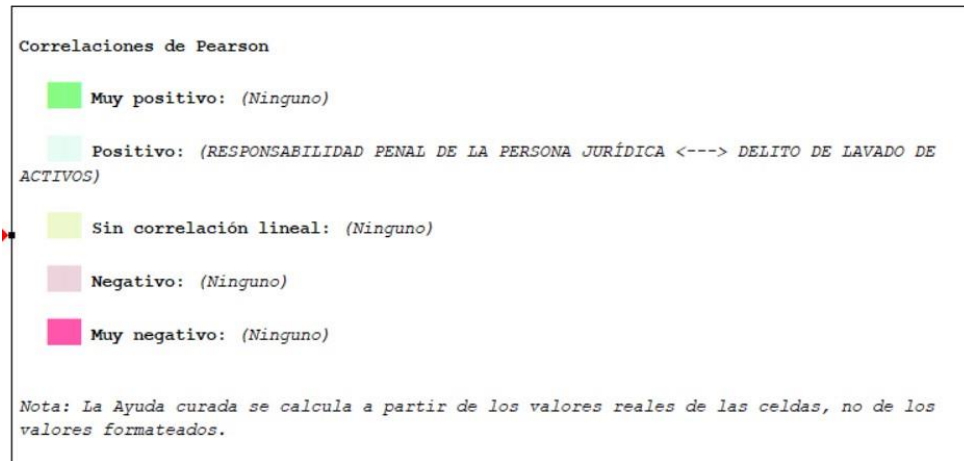 Correlaciones de Pearson
Muy positivo: (Ninguno)
Positivo: (RESPONSABILIDAD PENAL DE LA PERSONA JURÍDICA <---> DELITO DE LAVADO DE
ACTIVOS)
Sin correlación lineal: (Ninguno)
Negativo: (Ninguno)
Muy negativo: (Ninguno)
Nota: La Ayuda curada se calcula a partir de los valores reales de las celdas, no de los
valores formateados.